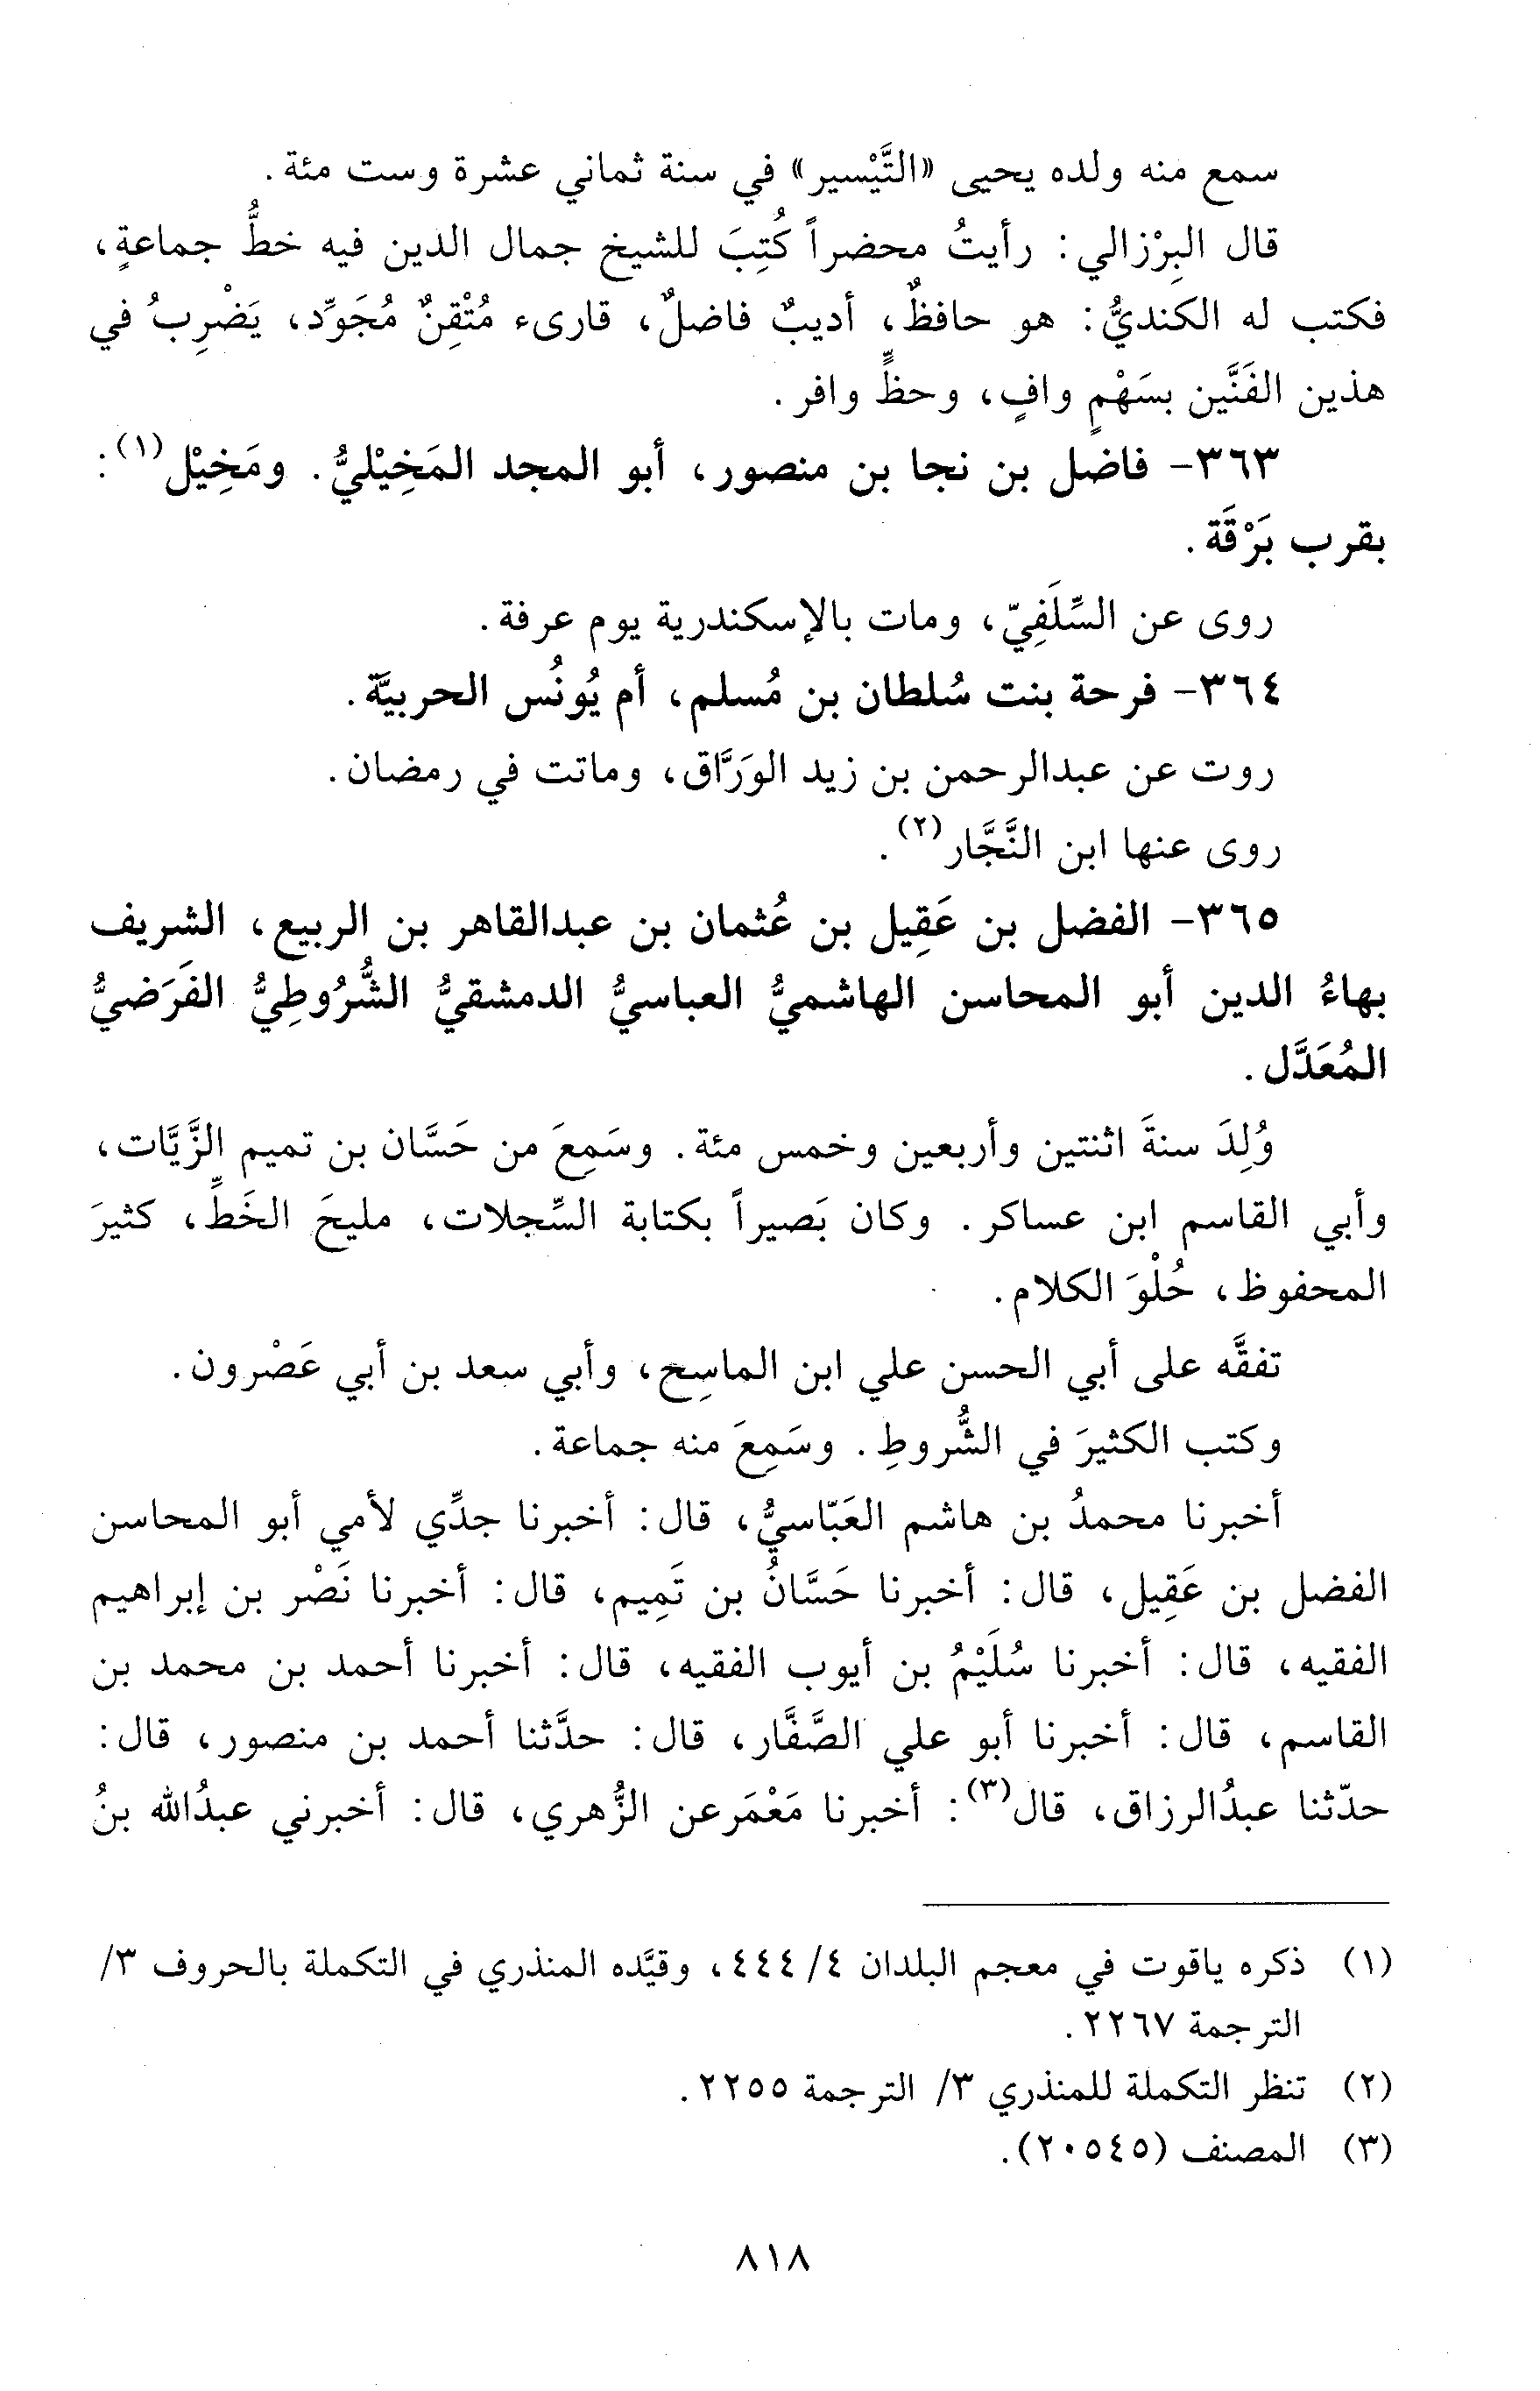 سمع منه ولده يحيى «التَّيْسير» في سنة ثماني عشرة وست مئة.
قال البِرْزالي: رأيتُ محضراً كُتِبَ للشيخ جمال الدين فيه خطُّ جماعةٍ،
فكتب له الكنديُّ: هو حافظٌ، أديبٌ فاضلٌ، قارىء مُتْقِنٌ مُجَوِّد، يَضْرِبُ في
هذين الفَنَّين بسَهْمٍ وافٍ، وحظٍّ وافر.
٣٦٣- فاضل بن نجا بن منصور، أبو المجد المَخِيْليُّ. ومَخِيْل(١):
بقرب بَرْقَة.
روى عن السِّلَفِيّ، ومات بالإسكندرية يوم عرفة.
٣٦٤- فرحة بنت سُلطان بن مُسلم، أم يُونُس الحربيَّة.
روت عن عبدالرحمن بن زيد الورَّاق، وماتت في رمضان.
روى عنها ابن النَّجَّار(٢).
٣٦٥- الفضل بن عَقِيل بن عُثمان بن عبدالقاهر بن الربيع، الشريف
بهاءُ الدين أبو المحاسن الهاشميُّ العباسيُّ الدمشقيُّ الشُّرُوطِيُّ الفَرَضيُّ
المُعَدَّل.
وُلِدَ سنةَ اثنتين وأربعين وخمس مئة. وسَمِعَ من حَسَّان بن تميم الزَّيَّات،
وأبي القاسم ابن عساكر. وكان بَصيراً بكتابة السِّجلات، مليحَ الخَطِّ، كثيرَ
المحفوظ، حُلْوَ الكلام.
تفقَّه على أبي الحسن علي ابن الماسِح، وأبي سعد بن أبي عَصْرون.
وكتب الكثيرَ في الشُّروطِ. وسَمِعَ منه جماعة.
أخبرنا محمدُ بن هاشم العَبّاسيُّ، قال: أخبرنا جدِّي لأمي أبو المحاسن
الفضل بن عَقِيل، قال: أخبرنا حَسَّانُ بن تَمِيم، قال: أخبرنا نَصْر بن إبراهيم
الفقيه، قال: أخبرنا سُلَيْمُ بن أيوب الفقيه، قال: أخبرنا أحمد بن محمد بن
القاسم، قال: أخبرنا أبو علي الصَّفَّار، قال: حدَّثنا أحمد بن منصور، قال:
حدّثنا عبدُالرزاق، قال(٣): أخبرنا مَعْمَر عن الزُّهري، قال: أخبرني عبدُالله بنُ
(١) ذكره ياقوت في معجم البلدان ٤/ ٤٤٤، وقيَّده المنذري في التكملة بالحروف ٣/
الترجمة ٢٢٦٧.
(٢) تنظر التكملة للمنذري ٣/ الترجمة ٢٢٥٥.
(٣) المصنف (٢٠٥٤٥).
٨١٨